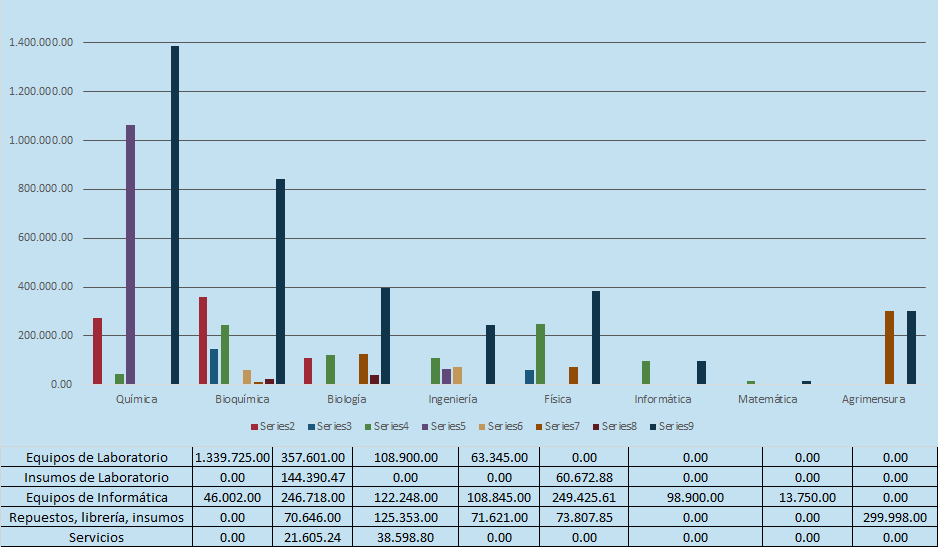 1.400.000.00
1.200.000.00
1.000.000.00
800.000.00
600.000.00
400.000.00
200.000.00
0.00
Química Bioquímica Biología Ingeniería Física Informática Matemática Agrimensura
Series2 Series3 Series4 Series5 Series6 Series7 Series8 Series9
Equipos de Laboratorio 1.339.725.00 357.601.00 108.900.00 63.345.00 0.00 0.00 0.00 0.00
Insumos de Laboratorio 0.00 144.390.47 0.00 0.00 60.672.88 0.00 0.00 0.00
Equipos de Informática 46.002.00 246.718.00 122.248.00 108.845.00 249.425.61 98.900.00 13.750.00 0.00
Repuestos, librería, insumos 0.00 70.646.00 125.353.00 71.621.00 73.807.85 0.00 0.00 299.998.00
Servicios 0.00 21.605.24 38.598.80 0.00 0.00 0.00 0.00 0.00